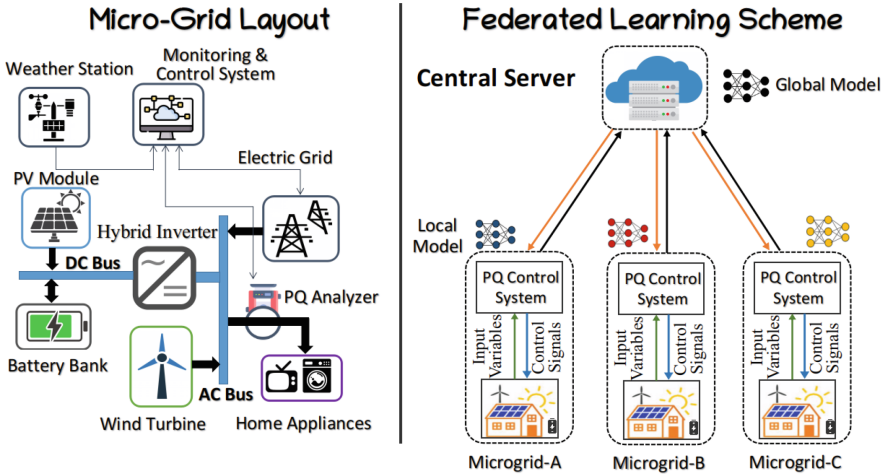 Micro-Grid Layout
Weather Station
Monitoring &
Control System
PV Module
Electric Grid
Hybrid Inverter
DC Bus
PQ Analyzer
Battery Bank
AC Bus
Wind Turbine
Home Appliances
Federated Learning Scheme
Central Server
Global Model
Local
Model
PQ Control
System
Input
Variables
Control
Signals
Microgrid-A
PQ Control
System
Input
Variables
Control
Signals
Microgrid-B
PQ Control
System
Input
Variables
Control
Signals
Microgrid-C